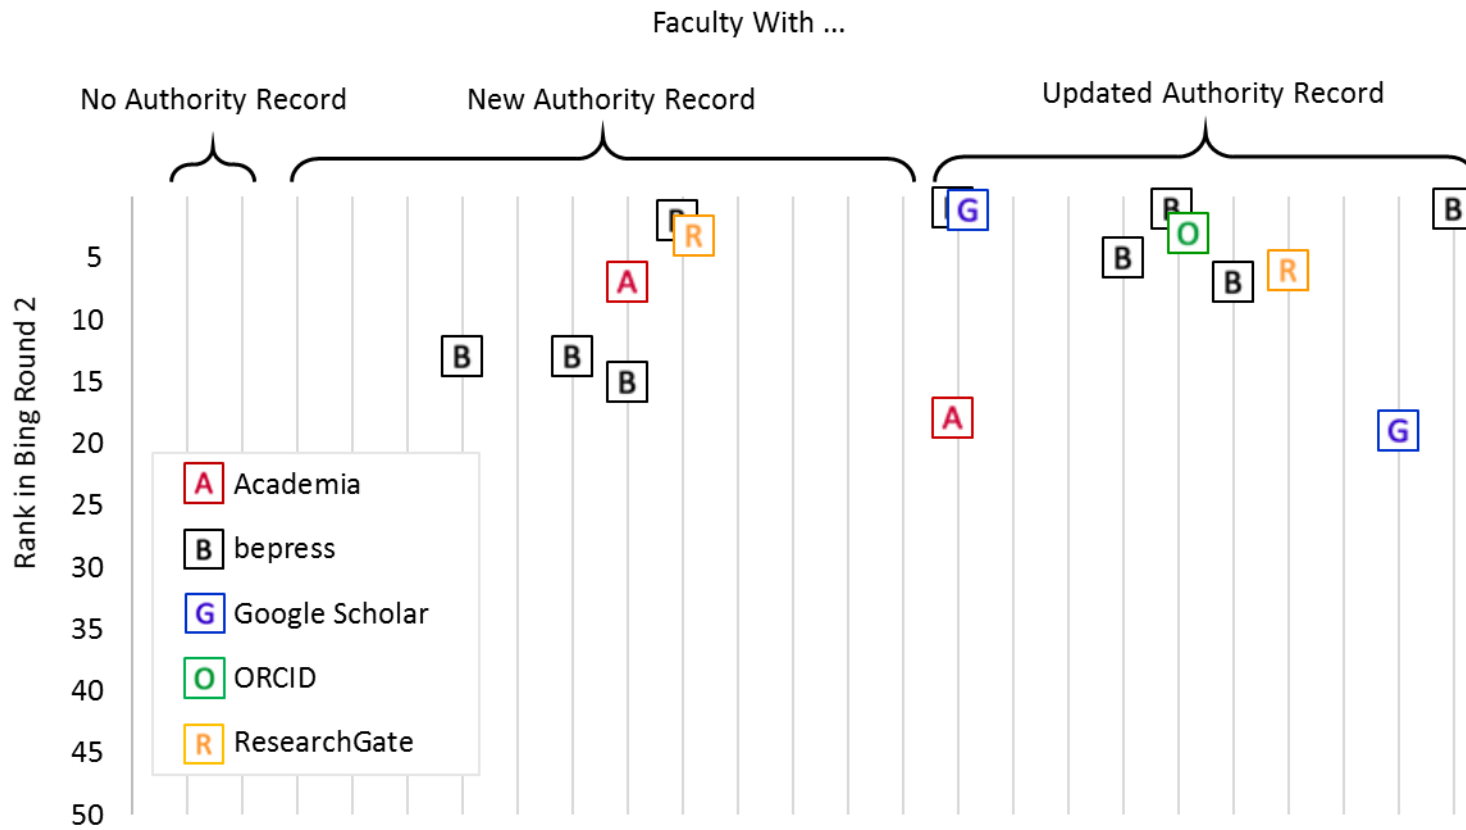 Faculty With ...
No Authority Record
New Authority Record
Updated Authority Record
Rank in Bing Round 2
5
10
15
20
25
30
35
40
45
50
B
R
A
B
B
B
G
A
B
B
O
B
R
G
B
A Academia
B bepress
G Google Scholar
O ORCID
R ResearchGate